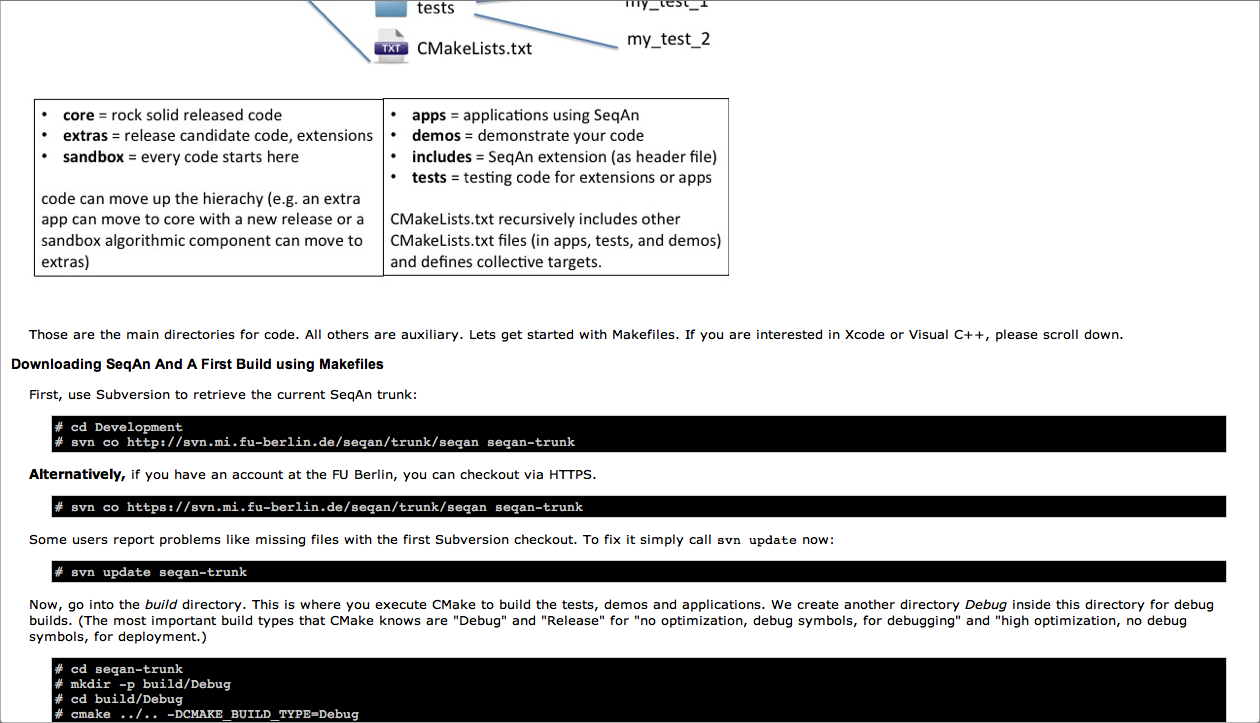 tests
my_test_1
my_test_2
TXT CMakeLists.txt
• core = rock solid released code
• extras = release candidate code, extensions
• sandbox = every code starts here
code can move up the hierachy (e.g. an extra
app can move to core with a new release or a
sandbox algorithmic component can move to
extras)
• apps = applications using SeqAn
• demos = demonstrate your code
• includes = SeqAn extension (as header file)
• tests = testing code for extensions or apps
CMakeLists.txt recursively includes other
CMakeLists.txt files (in apps, tests, and demos)
and defines collective targets.
Those are the main directories for code. All others are auxiliary. Lets get started with Makefiles. If you are interested in Xcode or Visual C++, please scroll down.
Downloading SeqAn And A First Build using Makefiles
First, use Subversion to retrieve the current SeqAn trunk:
# cd Development
# svn co http://svn.mi.fu-berlin.de/seqan/trunk/seqan seqan-trunk
Alternatively, if you have an account at the FU Berlin, you can checkout via HTTPS.
# svn co https://svn.mi.fu-berlin.de/seqan/trunk/seqan seqan-trunk
Some users report problems like missing files with the first Subversion checkout. To fix it simply call svn update now:
# svn update seqan-trunk
Now, go into the build directory. This is where you execute CMake to build the tests, demos and applications. We create another directory Debug inside this directory for debug
builds. (The most important build types that CMake knows are "Debug" and "Release" for "no optimization, debug symbols, for debugging" and "high optimization, no debug
symbols, for deployment.)
# cd seqan-trunk
# mkdir -p build/Debug
# cd build/Debug
# cmake ../.. -DCMAKE_BUILD_TYPE=Debug